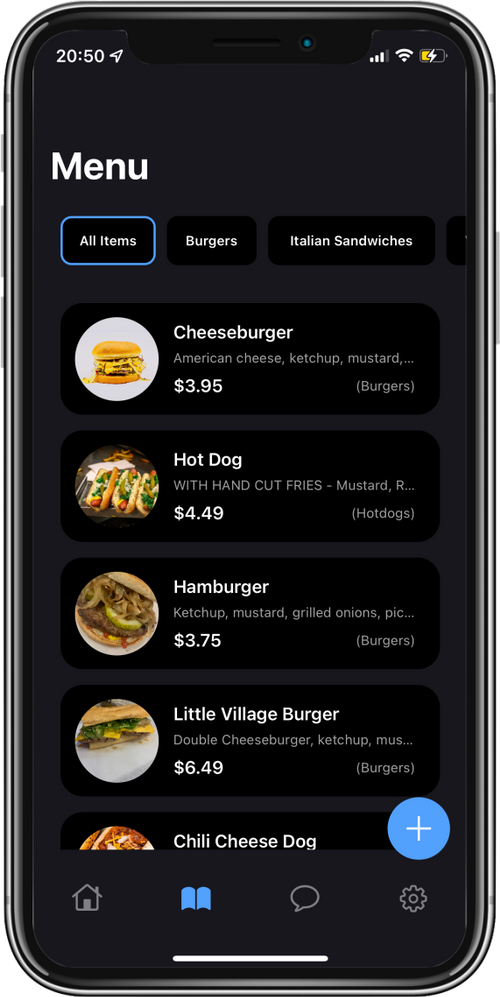 20:50
Menu
All Items
Burgers
Italian Sandwiches
Cheeseburger
American cheese, ketchup, mustard,...
$3.95
(Burgers)
Hot Dog
WITH HAND CUT FRIES - Mustard, R...
$4.49
(Hotdogs)
Hamburger
Ketchup, mustard, grilled onions, pic...
$3.75
(Burgers)
Little Village Burger
Double Cheeseburger, ketchup, mus...
$6.49
(Burgers)
Chili Cheese Dog